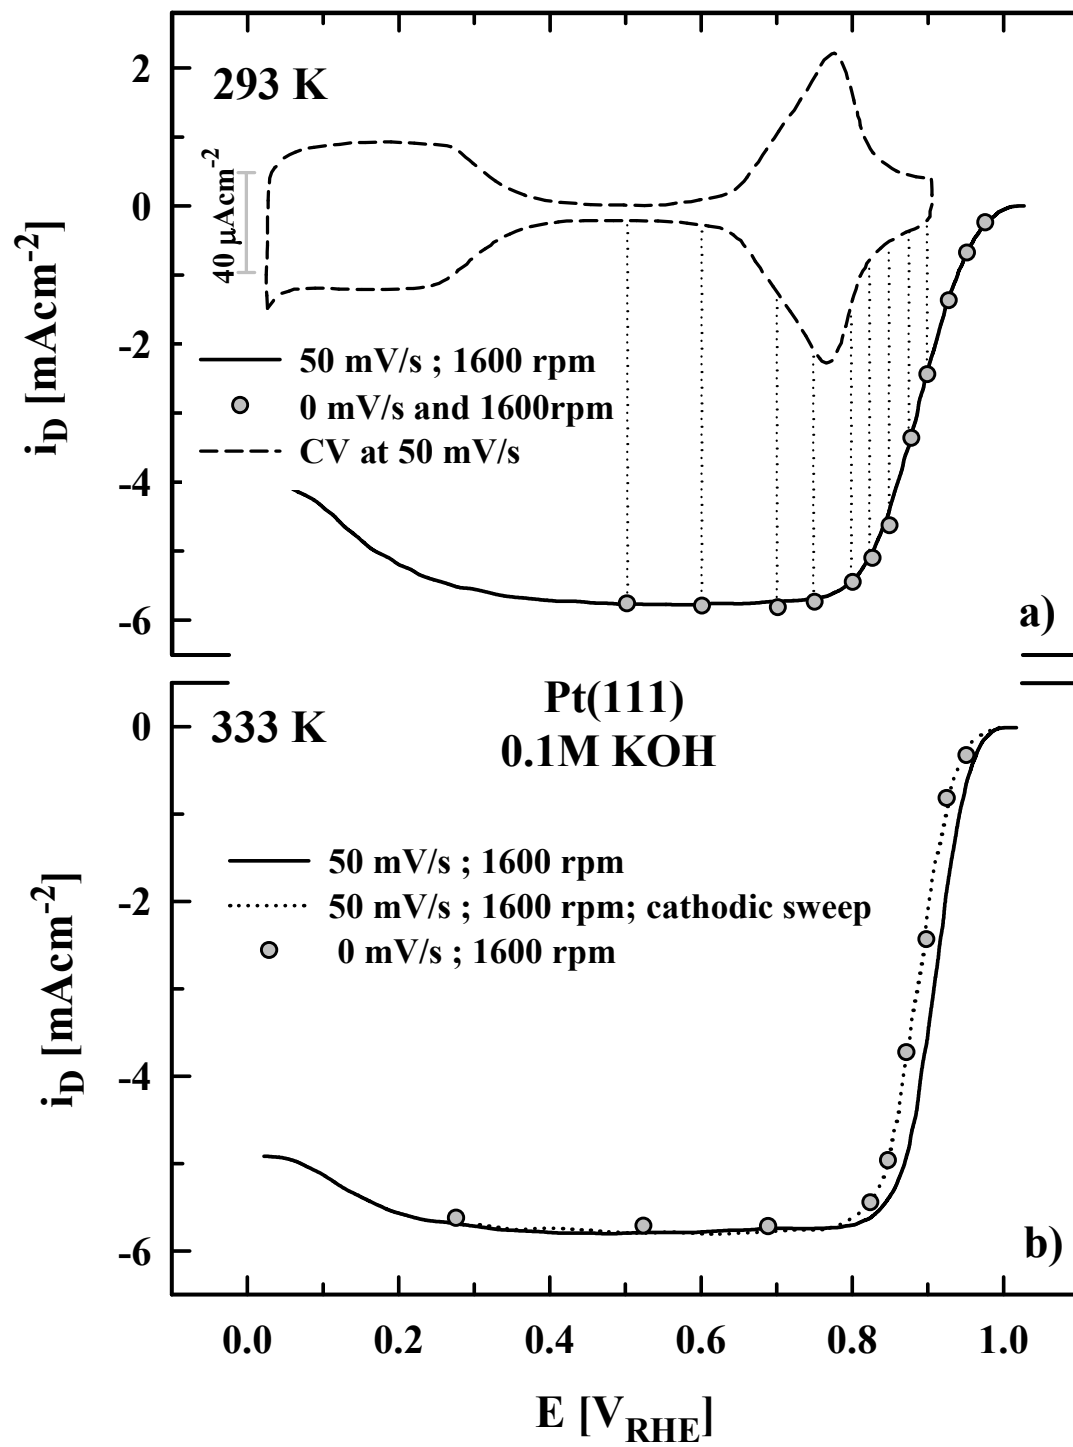 293 K
2
0
-2
-4
-6
i_D [mAcm^-2]
40 µAcm^-2
50 mV/s ; 1600 rpm
0 mV/s and 1600rpm
CV at 50 mV/s
a)
Pt(111)
0.1M KOH
333 K
0
-2
-4
-6
i_D [mAcm^-2]
50 mV/s ; 1600 rpm
50 mV/s ; 1600 rpm; cathodic sweep
0 mV/s ; 1600 rpm
b)
0.0 0.2 0.4 0.6 0.8 1.0
E [V_RHE]